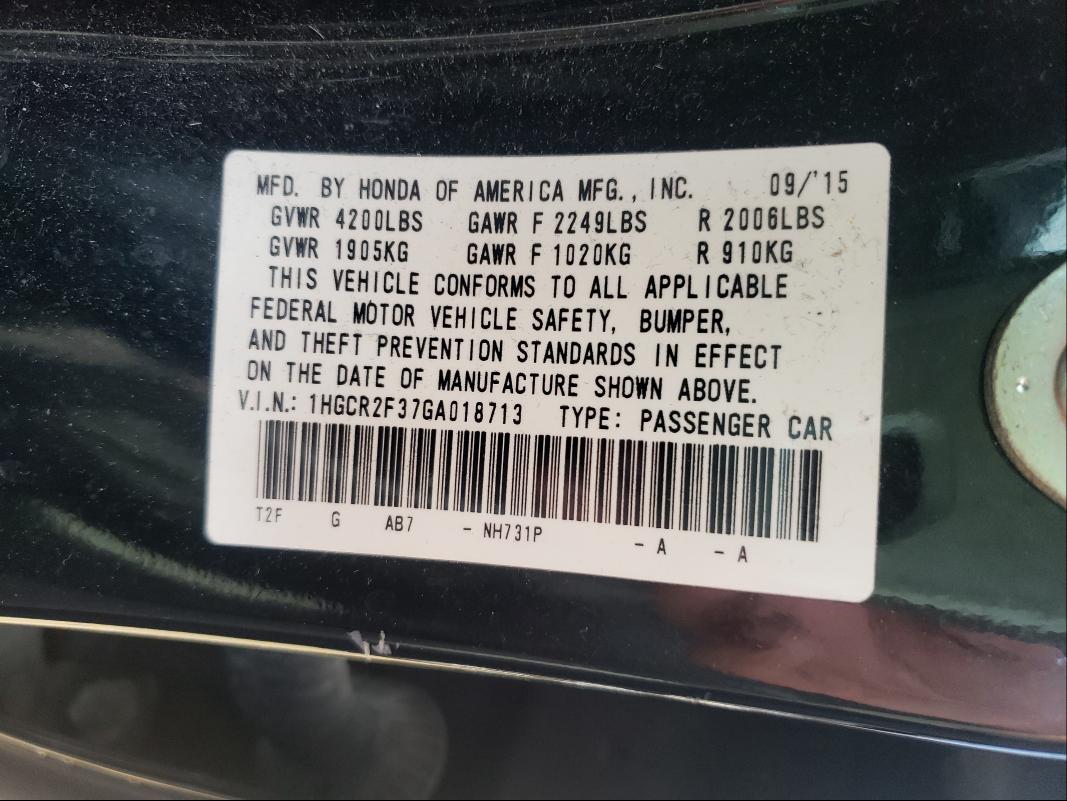 MFD. BY HONDA OF AMERICA MFG., INC. 09/'15
GVWR 4200LBS GAWR F 2249LBS R 2006LBS
GVWR 1905KG GAWR F 1020KG R 910KG
THIS VEHICLE CONFORMS TO ALL APPLICABLE
FEDERAL MOTOR VEHICLE SAFETY, BUMPER,
AND THEFT PREVENTION STANDARDS IN EFFECT
ON THE DATE OF MANUFACTURE SHOWN ABOVE.
V.I.N.: 1HGCR2F37GA018713 TYPE: PASSENGER CAR
T2F G AB7 - NH731P - A - A